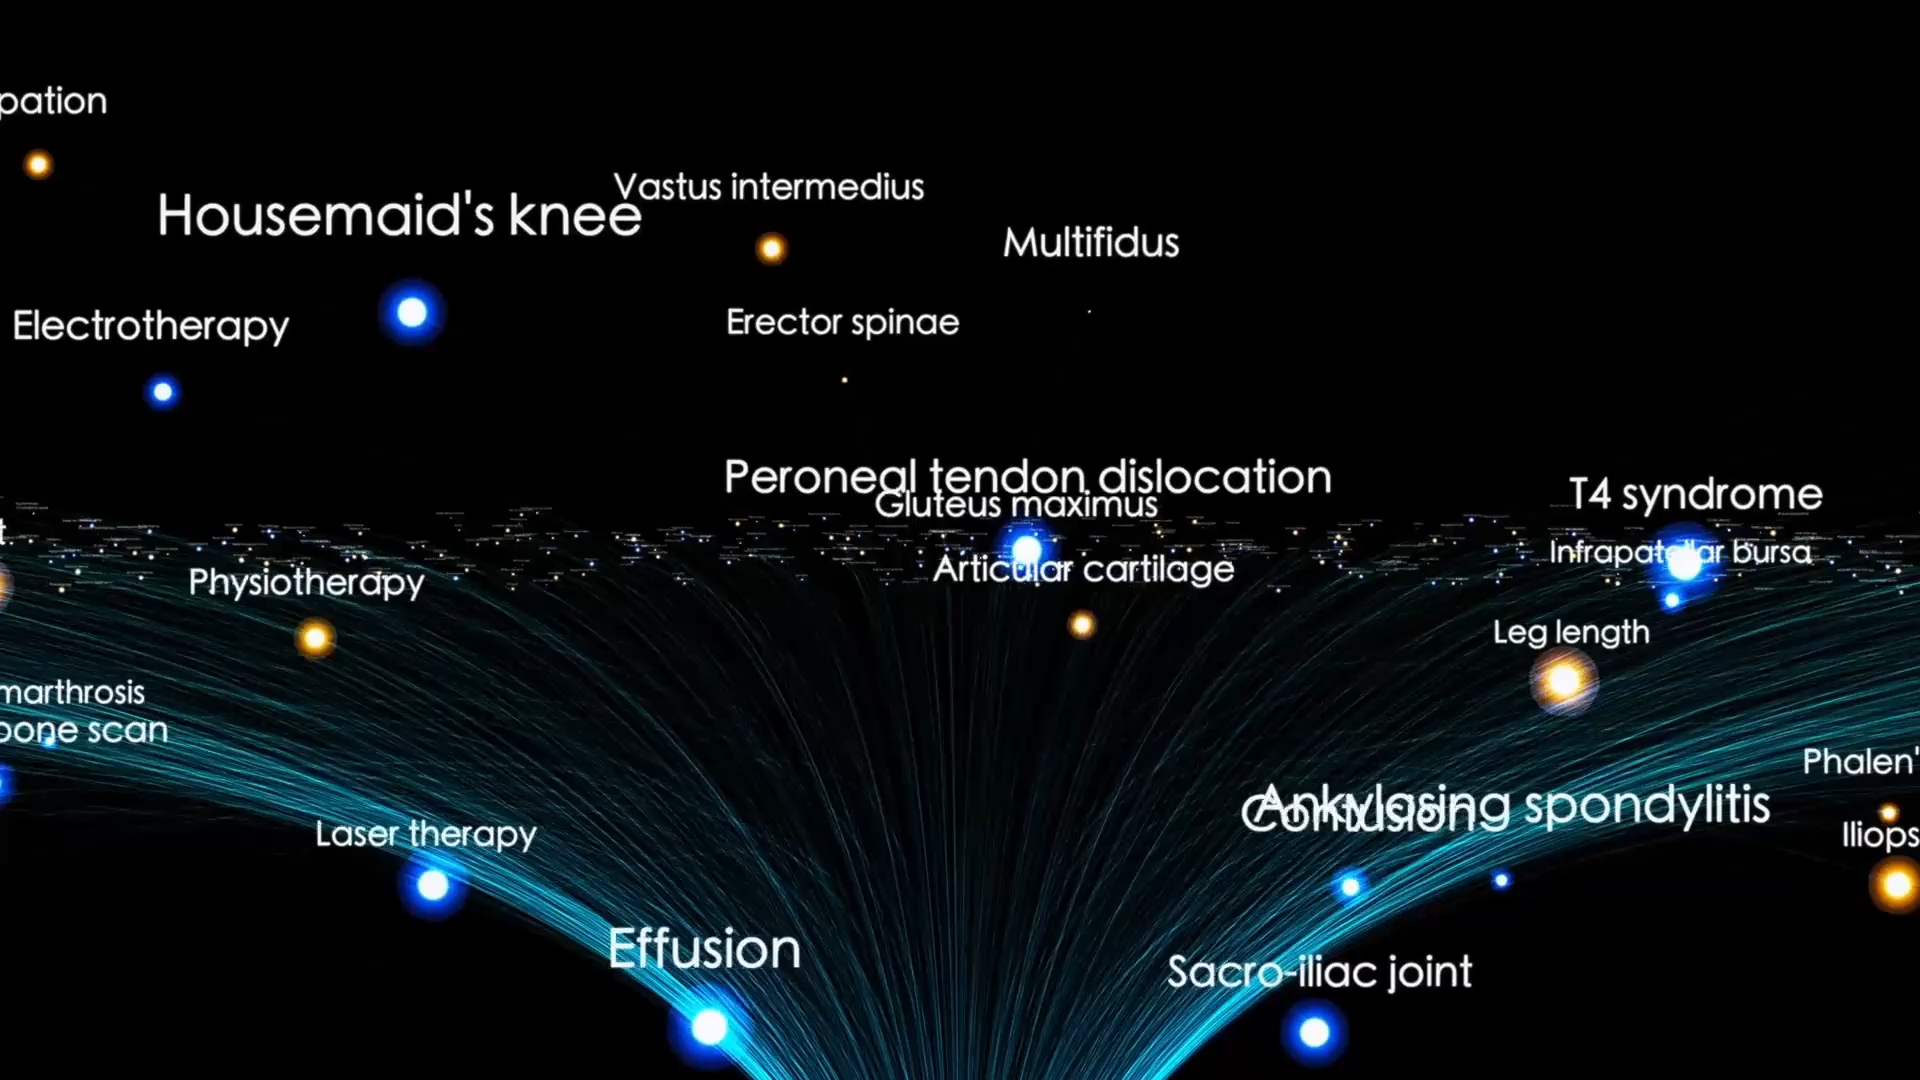 pation
Vastus intermedius
Housemaid's knee
Multifidus
Electrotherapy
Erector spinae
Peroneal tendon dislocation
Gluteus maximus
T4 syndrome
t
Infrapatellar bursa
Articular cartilage
Physiotherapy
Leg length
marthrosis
bone scan
Phalen'
Ankylosing spondylitis
Contusion
Laser therapy
Iliops
Effusion
Sacro-iliac joint